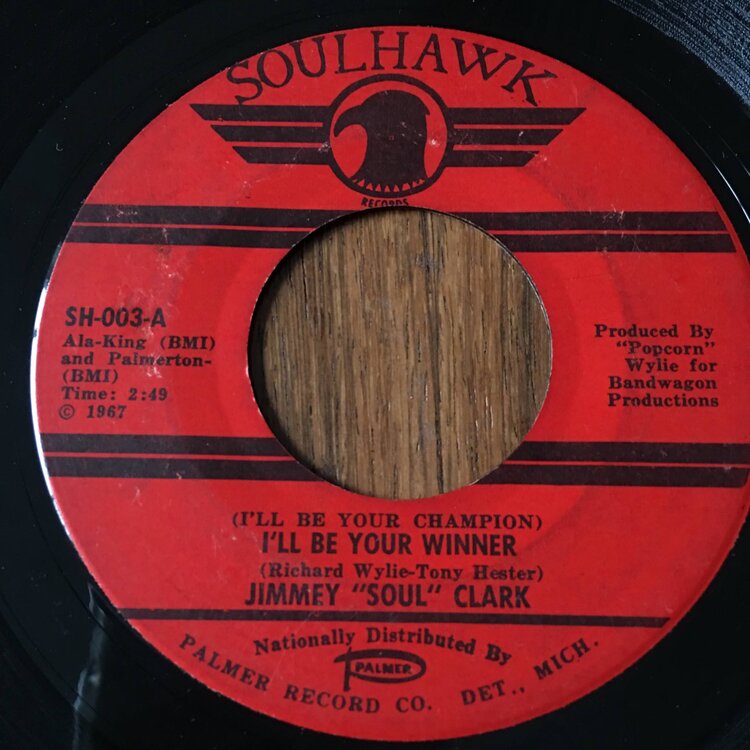 SOULHAWK
RECORDS
SH-003-A
Ala-King (BMI)
and Palmerton-
(BMI)
Time: 2:49
© 1967
Produced By
"Popcorn"
Wylie for
Bandwagon
Productions
(I'LL BE YOUR CHAMPION)
I'LL BE YOUR WINNER
(Richard Wylie-Tony Hester)
JIMMEY "SOUL" CLARK
Nationally Distributed By
PALMER
PALMER RECORD CO. DET., MICH.